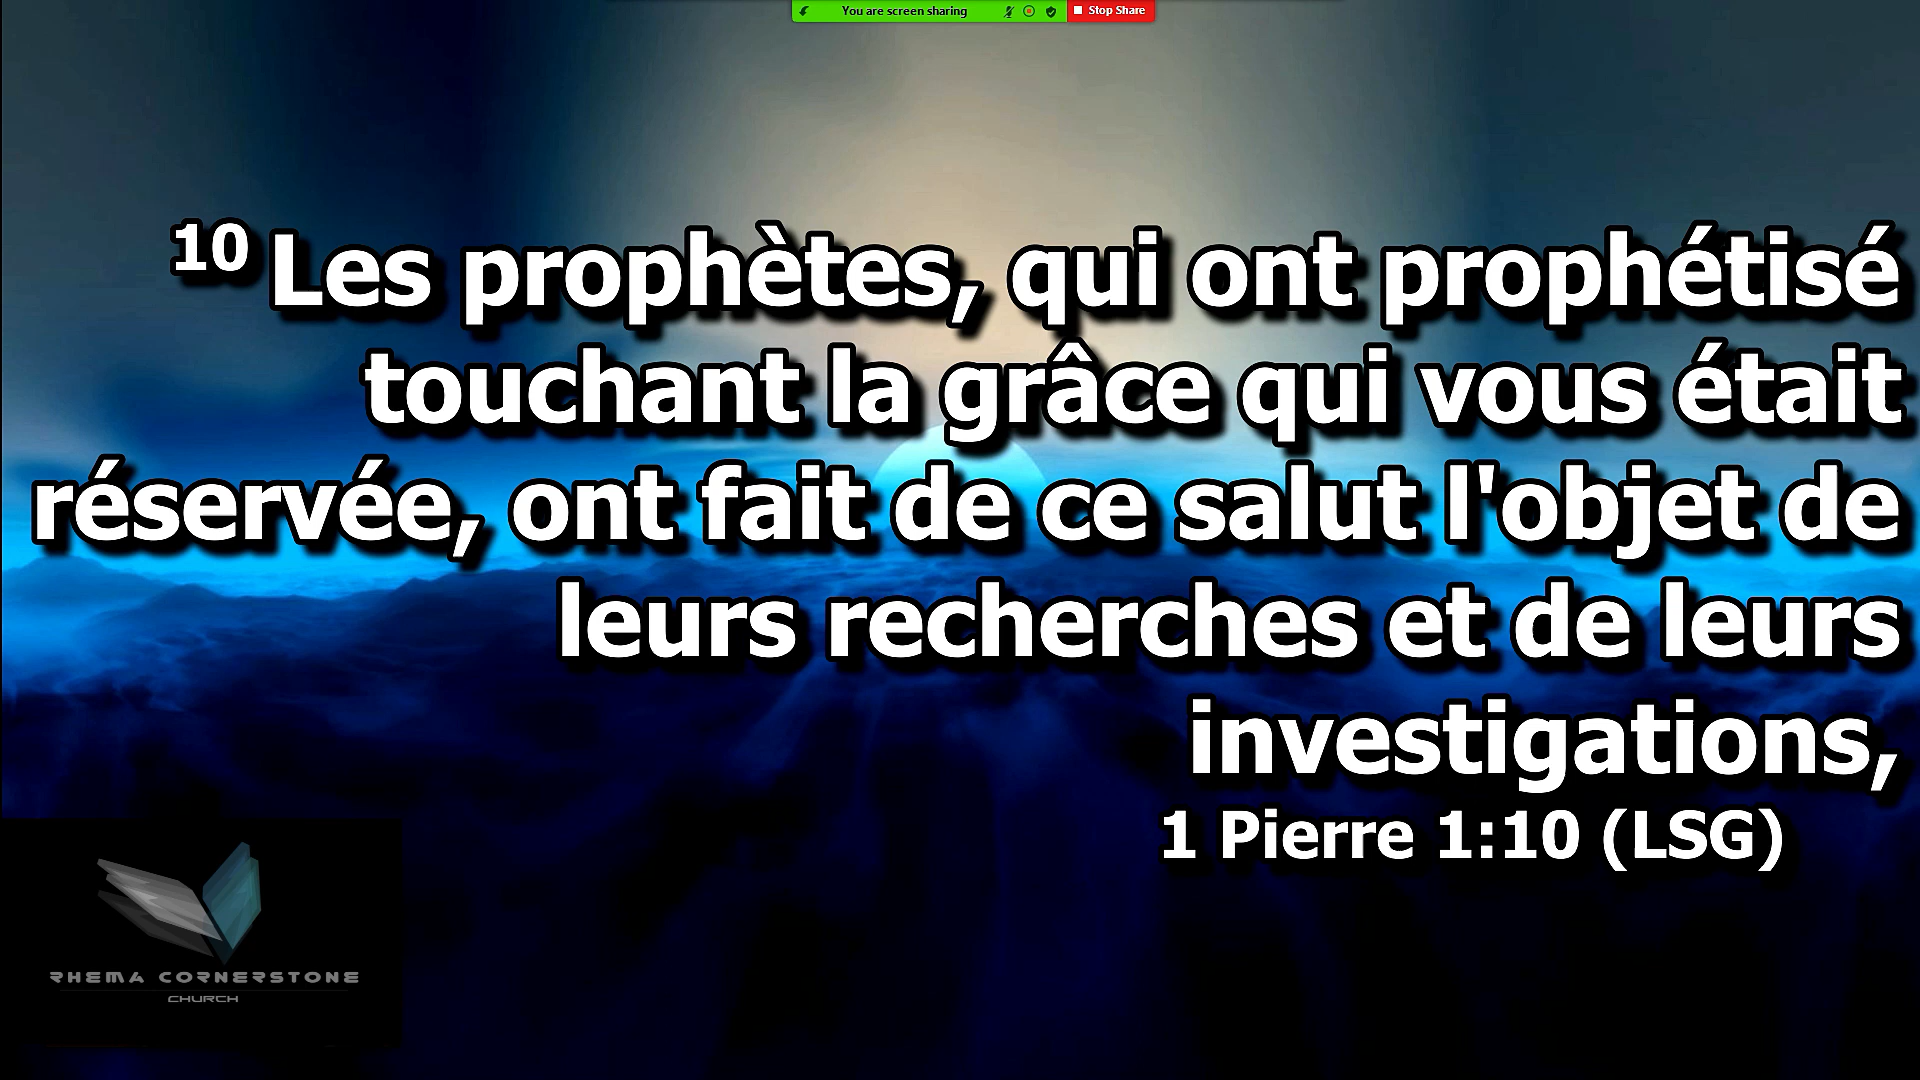 You are screen sharing
Stop Share
10 Les prophètes, qui ont prophétisé
touchant la grâce qui vous était
réservée, ont fait de ce salut l'objet de
leurs recherches et de leurs
investigations,
1 Pierre 1:10 (LSG)
RHEMA CORNERSTONE
CHURCH